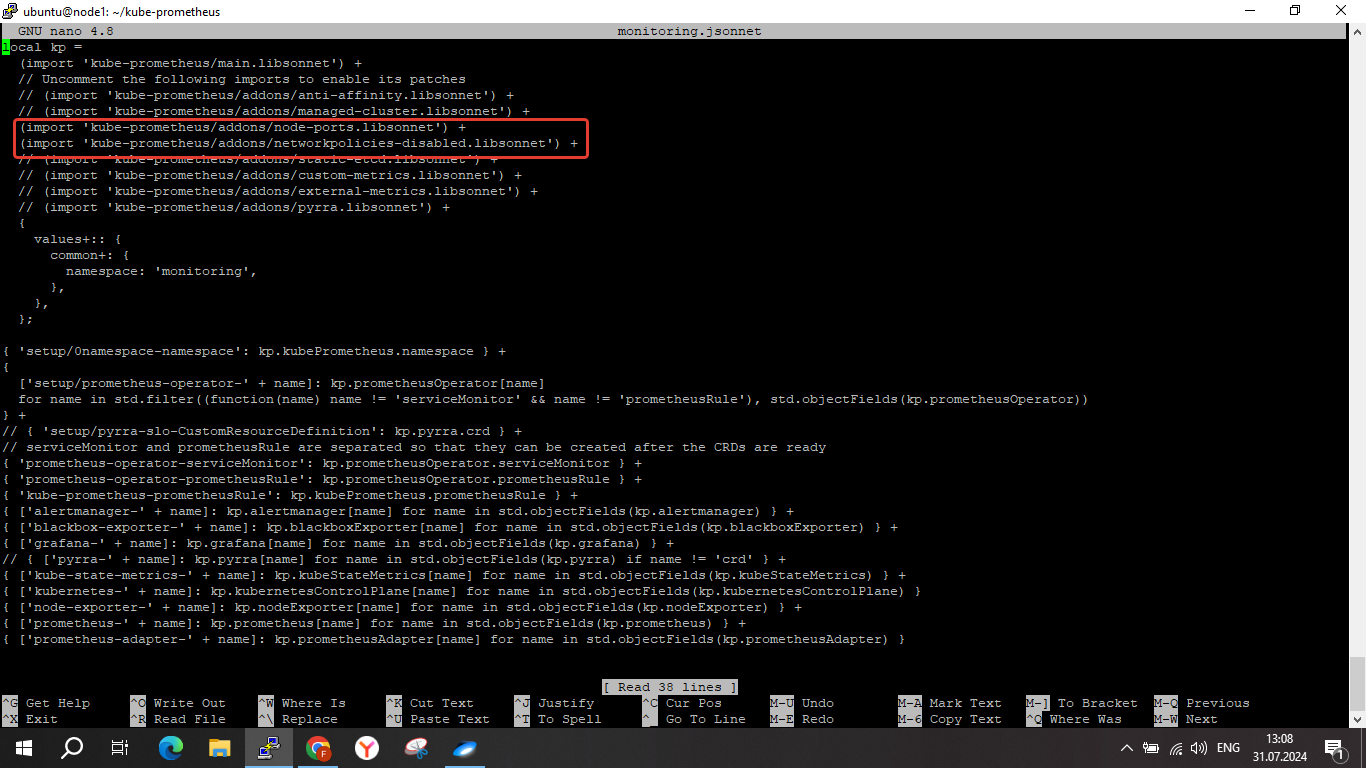 ubuntu@node1: ~/kube-prometheus
GNU nano 4.8 monitoring.jsonnet
local kp =
(import 'kube-prometheus/main.libsonnet') +
// Uncomment the following imports to enable its patches
// (import 'kube-prometheus/addons/anti-affinity.libsonnet') +
// (import 'kube-prometheus/addons/managed-cluster.libsonnet') +
(import 'kube-prometheus/addons/node-ports.libsonnet') +
(import 'kube-prometheus/addons/networkpolicies-disabled.libsonnet') +
// (import 'kube-prometheus/addons/static-etcd.libsonnet') +
// (import 'kube-prometheus/addons/custom-metrics.libsonnet') +
// (import 'kube-prometheus/addons/external-metrics.libsonnet') +
// (import 'kube-prometheus/addons/pyrra.libsonnet') +
{
values+:: {
common+: {
namespace: 'monitoring',
},
},
};
{ 'setup/0namespace-namespace': kp.kubePrometheus.namespace } +
{
['setup/prometheus-operator-' + name]: kp.prometheusOperator[name]
for name in std.filter((function(name) name != 'serviceMonitor' && name != 'prometheusRule'), std.objectFields(kp.prometheusOperator))
} +
// { 'setup/pyrra-slo-CustomResourceDefinition': kp.pyrra.crd } +
// serviceMonitor and prometheusRule are separated so that they can be created after the CRDs are ready
{ 'prometheus-operator-serviceMonitor': kp.prometheusOperator.serviceMonitor } +
{ 'prometheus-operator-prometheusRule': kp.prometheusOperator.prometheusRule } +
{ 'kube-prometheus-prometheusRule': kp.kubePrometheus.prometheusRule } +
{ ['alertmanager-' + name]: kp.alertmanager[name] for name in std.objectFields(kp.alertmanager) } +
{ ['blackbox-exporter-' + name]: kp.blackboxExporter[name] for name in std.objectFields(kp.blackboxExporter) } +
{ ['grafana-' + name]: kp.grafana[name] for name in std.objectFields(kp.grafana) } +
// { ['pyrra-' + name]: kp.pyrra[name] for name in std.objectFields(kp.pyrra) if name != 'crd' } +
{ ['kube-state-metrics-' + name]: kp.kubeStateMetrics[name] for name in std.objectFields(kp.kubeStateMetrics) } +
{ ['kubernetes-' + name]: kp.kubernetesControlPlane[name] for name in std.objectFields(kp.kubernetesControlPlane) }
{ ['node-exporter-' + name]: kp.nodeExporter[name] for name in std.objectFields(kp.nodeExporter) } +
{ ['prometheus-' + name]: kp.prometheus[name] for name in std.objectFields(kp.prometheus) } +
{ ['prometheus-adapter-' + name]: kp.prometheusAdapter[name] for name in std.objectFields(kp.prometheusAdapter) }
[ Read 38 lines ]
^G Get Help ^O Write Out ^W Where Is ^K Cut Text ^J Justify ^C Cur Pos M-U Undo M-A Mark Text M-] To Bracket M-Q Previous
^X Exit ^R Read File ^\ Replace ^U Paste Text ^T To Spell ^_ Go To Line M-E Redo M-6 Copy Text ^Q Where Was M-W Next
ENG
13:08
31.07.2024
1